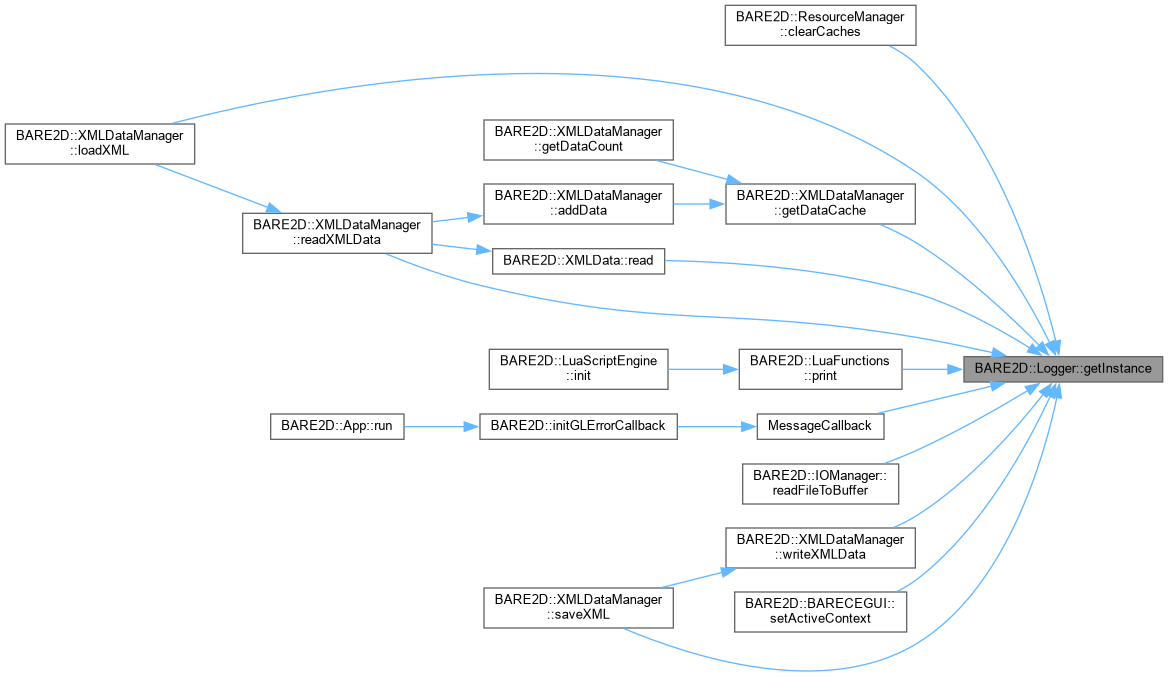 BARE2D::ResourceManager
::clearCaches
BARE2D::XMLDataManager
::loadXML
BARE2D::XMLDataManager
::getDataCount
BARE2D::XMLDataManager
::addData
BARE2D::XMLDataManager
::getDataCache
BARE2D::XMLDataManager
::readXMLData
BARE2D::XMLData::read
BARE2D::LuaScriptEngine
::init
BARE2D::LuaFunctions
::print
BARE2D::Logger::getInstance
BARE2D::App::run
BARE2D::initGLErrorCallback
MessageCallback
BARE2D::IOManager::
readFileToBuffer
BARE2D::XMLDataManager
::writeXMLData
BARE2D::XMLDataManager
::saveXML
BARE2D::BARECEGUI::
setActiveContext